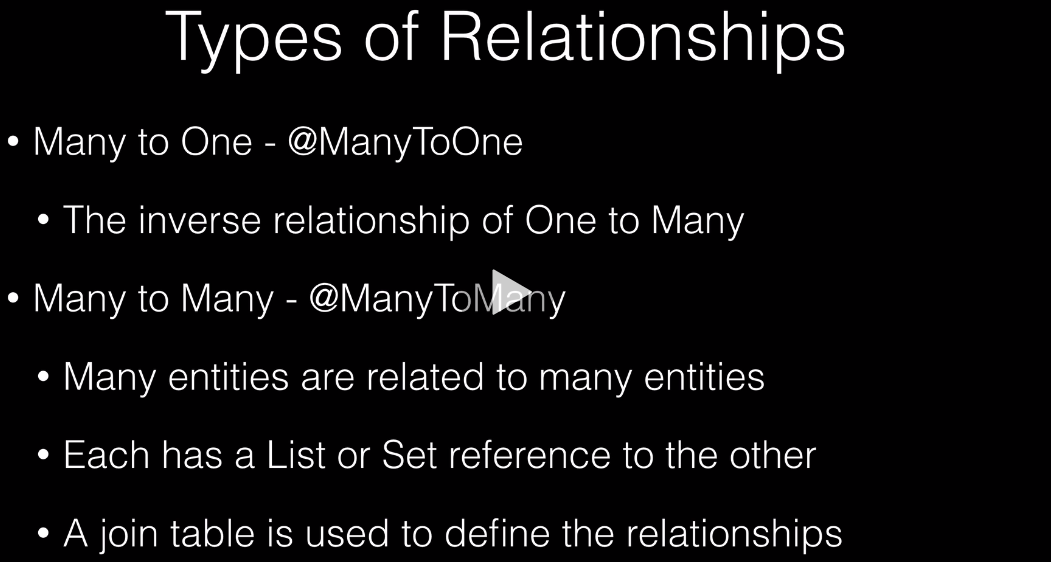 Types of Relationships
• Many to One - @ManyToOne
• The inverse relationship of One to Many
• Many to Many - @ManyToMany
• Many entities are related to many entities
• Each has a List or Set reference to the other
• A join table is used to define the relationships